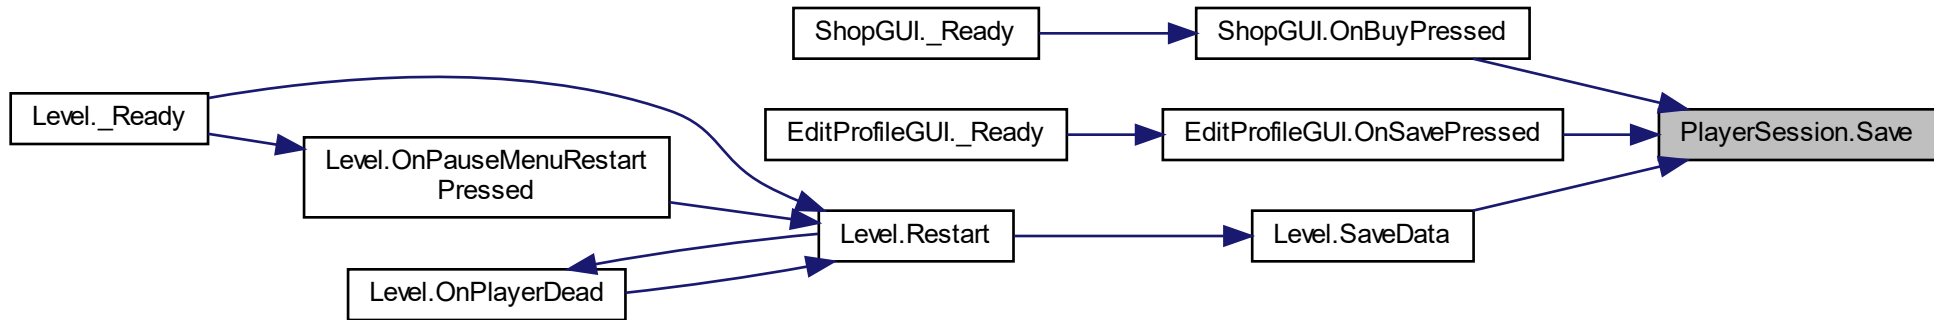 ShopGUI._Ready
ShopGUI.OnBuyPressed
Level._Ready
EditProfileGUI._Ready
EditProfileGUI.OnSavePressed
PlayerSession.Save
Level.OnPauseMenuRestart
Pressed
Level.Restart
Level.SaveData
Level.OnPlayerDead